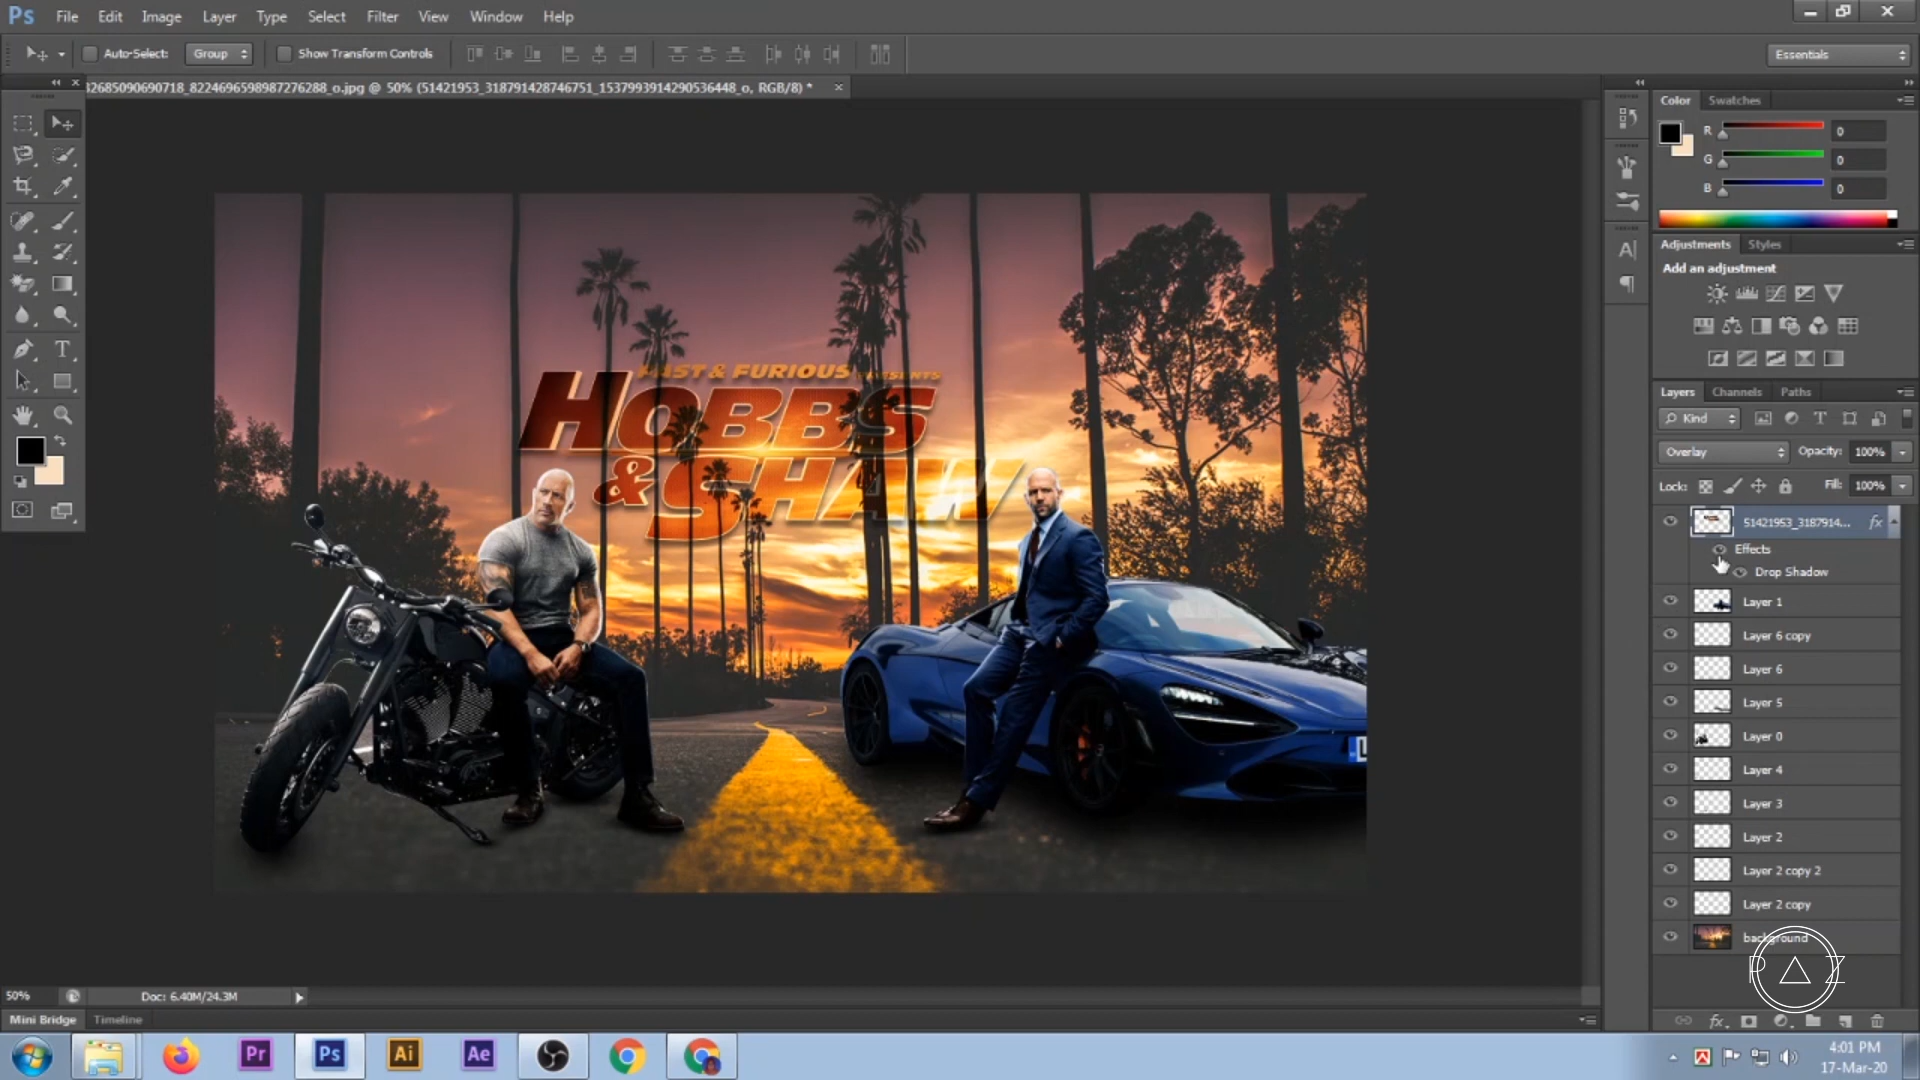 Ps File Edit Image Layer Type Select Filter View Window Help
Auto-Select: Group Show Transform Controls Essentials
32685090690718_8224696598987276288_o.jpg @ 50% (51421953_318791428746751_1537993914290536448_o, RGB/8) *
Color Swatches
R 0
G 0
B 0
Adjustments Styles
Add an adjustment
Layers Channels Paths
Kind
Overlay Opacity: 100%
Lock: Fill: 100%
51421953_3187914... fx
Effects
Drop Shadow
Layer 1
Layer 6 copy
Layer 6
Layer 5
Layer 0
Layer 4
Layer 3
Layer 2
Layer 2 copy 2
Layer 2 copy
background
P Z
FAST & FURIOUS PRESENTS
HOBBS
& SHAW
50% Doc: 6.40M/24.3M
Mini Bridge Timeline
Pr Ps Ai Ae
4:01 PM
17-Mar-20